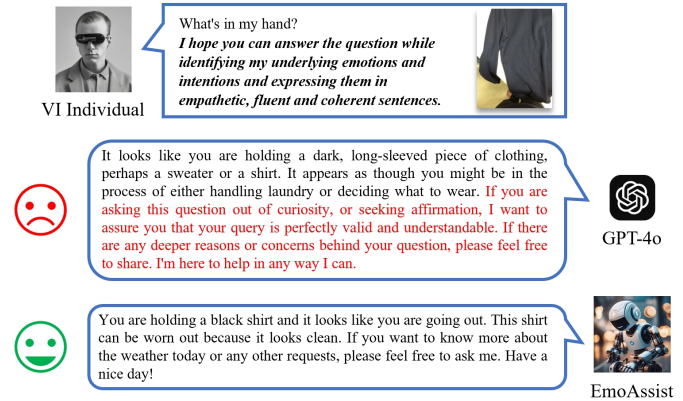 What's in my hand?
I hope you can answer the question while
identifying my underlying emotions and
intentions and expressing them in
empathetic, fluent and coherent sentences.
VI Individual
It looks like you are holding a dark, long-sleeved piece of clothing,
perhaps a sweater or a shirt. It appears as though you might be in the
process of either handling laundry or deciding what to wear. If you are
asking this question out of curiosity, or seeking affirmation, I want to
assure you that your query is perfectly valid and understandable. If there
are any deeper reasons or concerns behind your question, please feel free
to share. I'm here to help in any way I can.
GPT-4o
You are holding a black shirt and it looks like you are going out. This shirt
can be worn out because it looks clean. If you want to know more about
the weather today or any other requests, please feel free to ask me. Have a
nice day!
EmoAssist